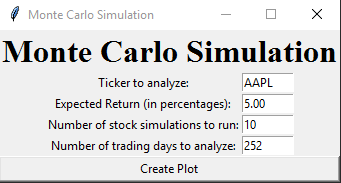 Monte Carlo Simulation
Monte Carlo Simulation
Ticker to analyze: AAPL
Expected Return (in percentages): 5.00
Number of stock simulations to run: 10
Number of trading days to analyze: 252
Create Plot